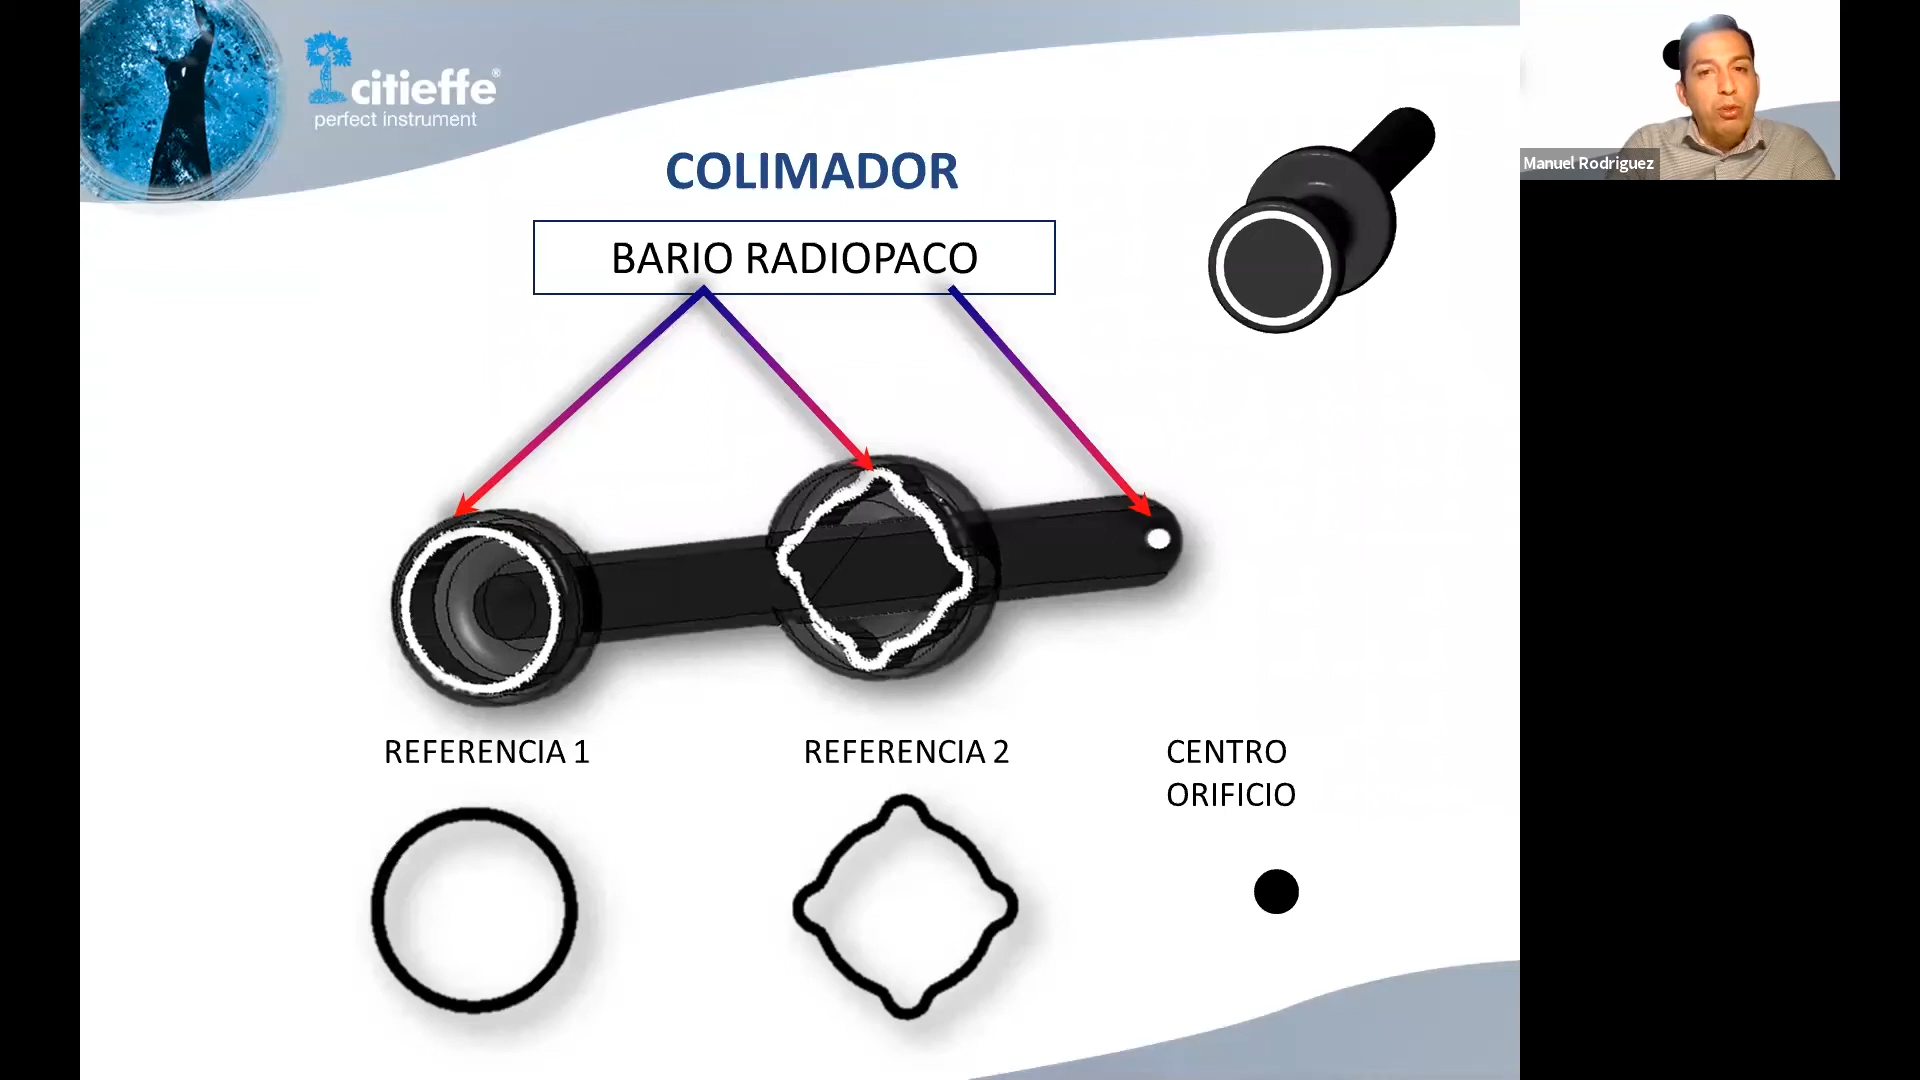 citieffe®
perfect instrument
COLIMADOR
BARIO RADIOPACO
Manuel Rodriguez
REFERENCIA 1
REFERENCIA 2
CENTRO
ORIFICIO